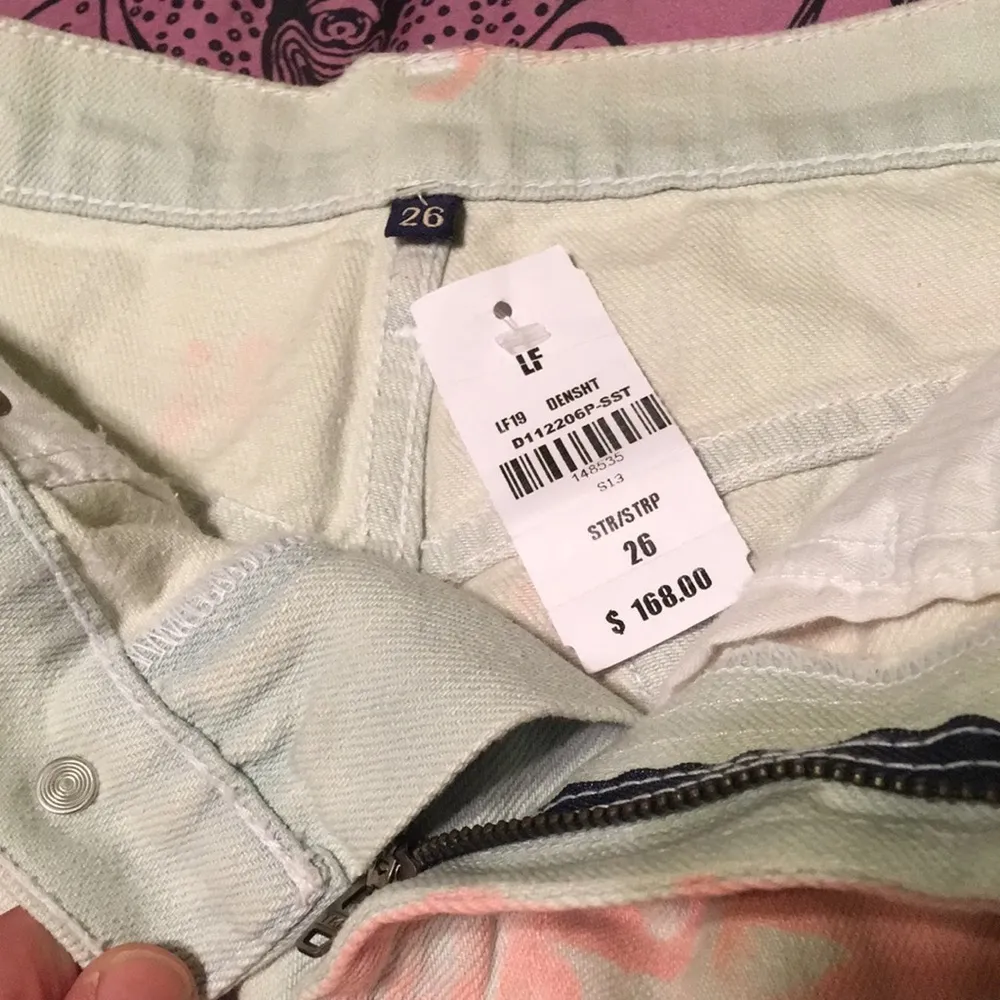 26
LF
LF19 DENSHT
D112206P-SST
148535
S13
STR/STRP
26
$ 168.00